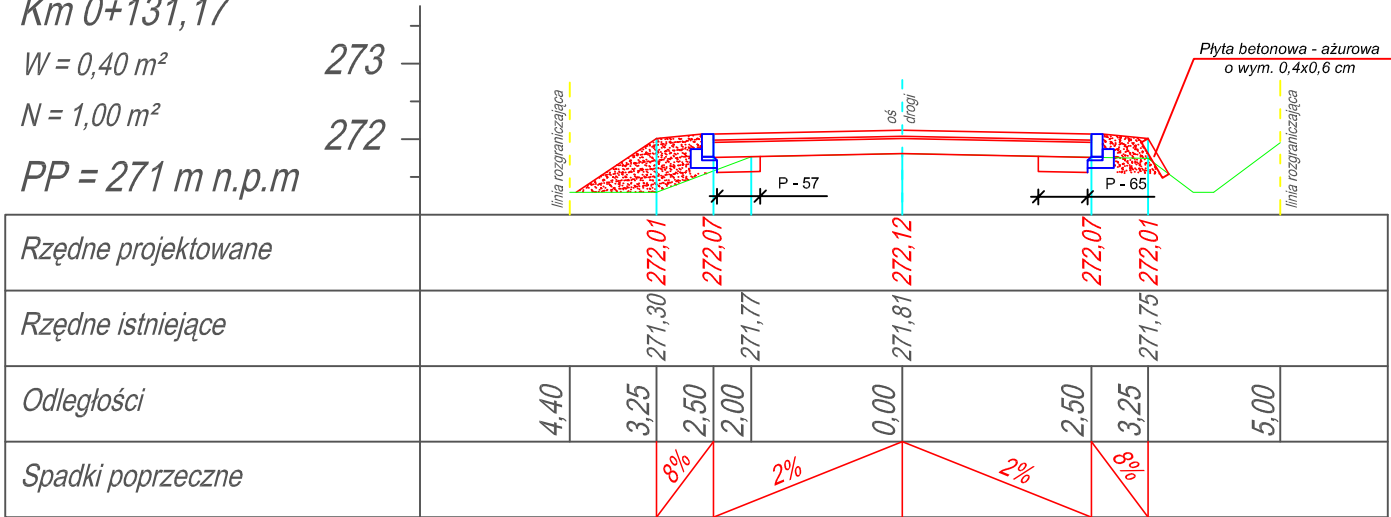 Km 0+131,17
W = 0,40 m²
N = 1,00 m²
PP = 271 m n.p.m
273
272
linia rozgraniczająca
oś
drogi
Płyta betonowa - ażurowa
o wym. 0,4x0,6 cm
linia rozgraniczająca
P - 57
P - 65
Rzędne projektowane
272,01
272,07
272,12
272,07
272,01
Rzędne istniejące
271,30
271,77
271,81
271,75
Odległości
4,40
3,25
2,50
2,00
0,00
2,50
3,25
5,00
Spadki poprzeczne
8%
2%
2%
8%